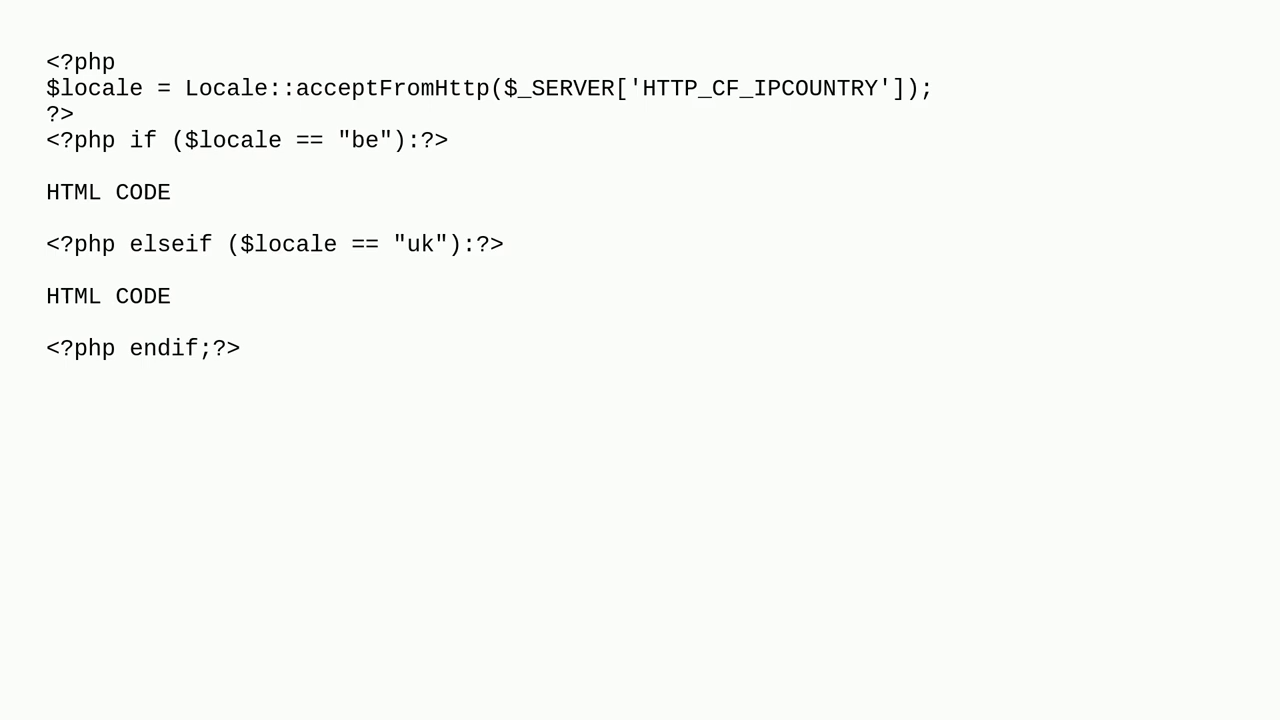 <?php
$locale = Locale::acceptFromHttp($_SERVER['HTTP_CF_IPCOUNTRY']);
?>
<?php if ($locale == "be"):?>
HTML CODE
<?php elseif ($locale == "uk"):?>
HTML CODE
<?php endif;?>